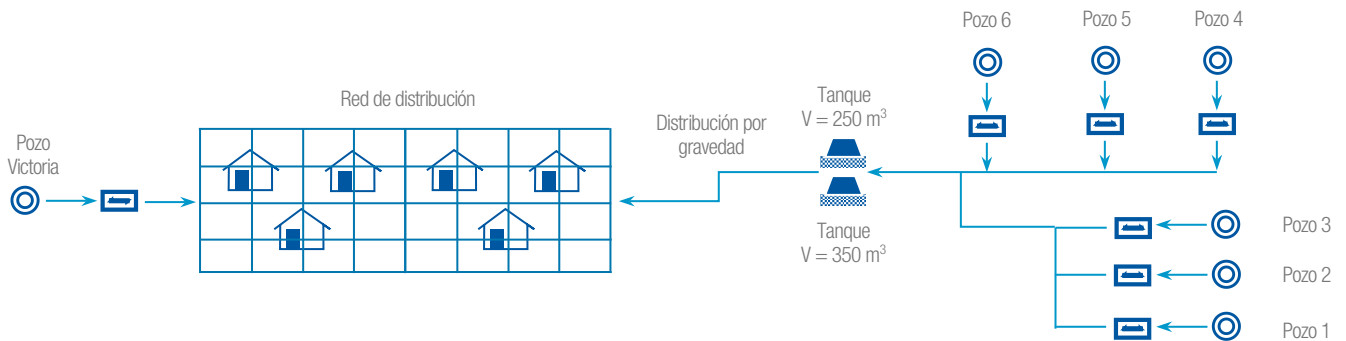 Pozo 6
Pozo 5
Pozo 4
Red de distribución
Tanque
V = 250 m³
Distribución por
gravedad
Pozo
Victoria
Tanque
V = 350 m³
Pozo 3
Pozo 2
Pozo 1